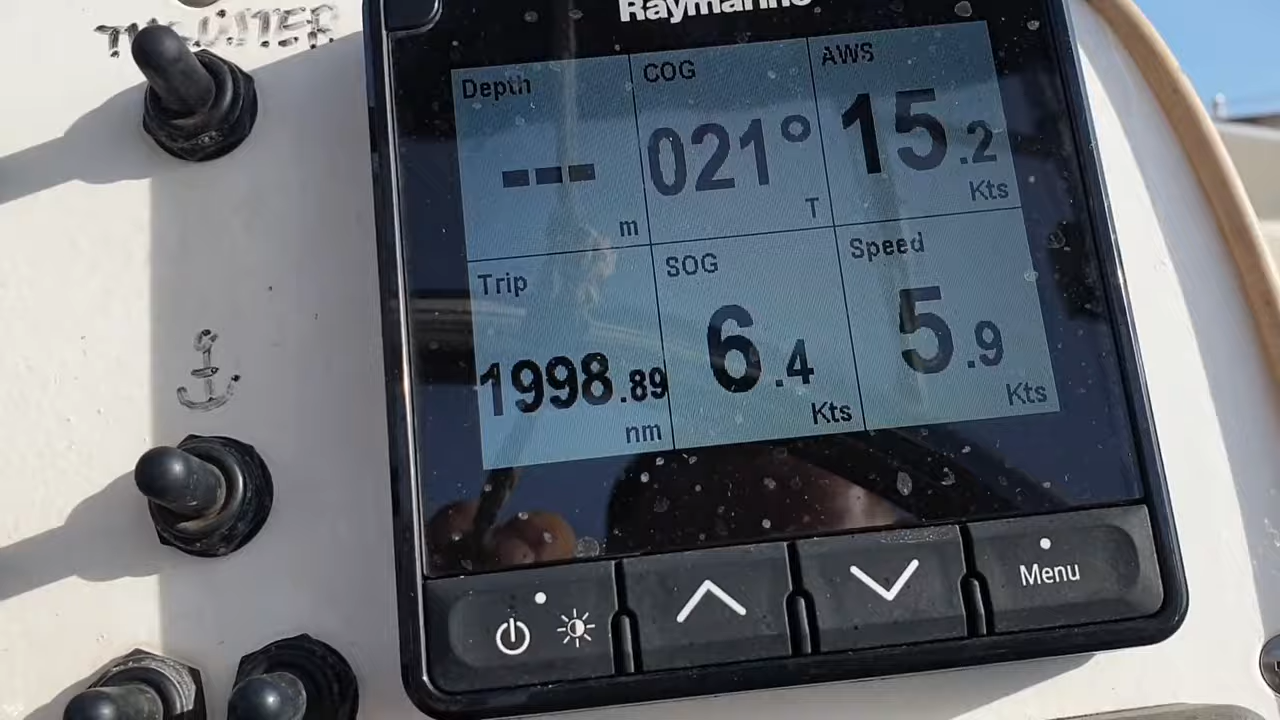 THRUSTER
Raymarine
Depth
---
m
COG
021°
T
AWS
15.2
Kts
Trip
1998.89
nm
SOG
6.4
Kts
Speed
5.9
Kts
Menu